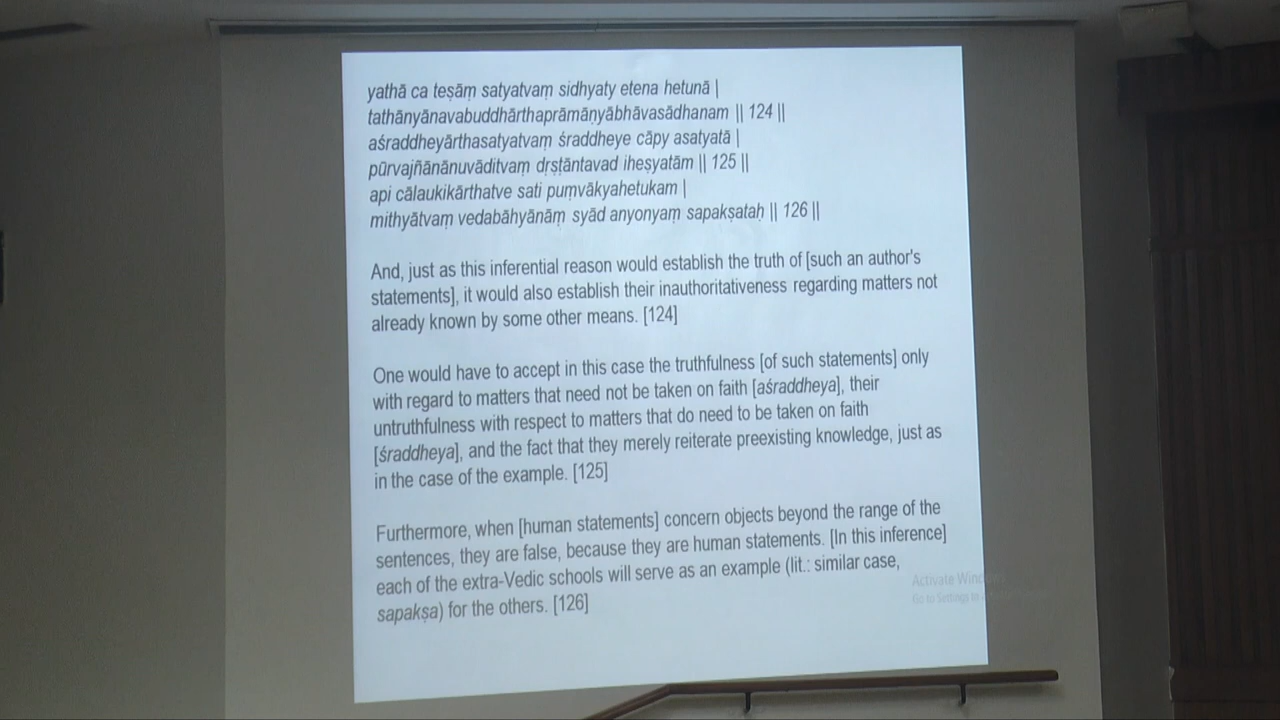 yathā ca teṣāṃ satyatvaṃ sidhyaty etena hetunā |
tathānyānavabuddhārthaprāmāṇyābhāvasādhanam || 124 ||
aśraddheyārthasatyatvaṃ śraddheye cāpy asatyatā |
pūrvajñānānuvāditvaṃ dṛṣṭāntavad iheṣyatām || 125 ||
api cālaukikārthatve sati puṃvākyahetukam |
mithyātvaṃ vedabāhyānāṃ syād anyonyaṃ sapakṣataḥ || 126 ||
And, just as this inferential reason would establish the truth of [such an author's
statements], it would also establish their inauthoritativeness regarding matters not
already known by some other means. [124]
One would have to accept in this case the truthfulness [of such statements] only
with regard to matters that need not be taken on faith [aśraddheya], their
untruthfulness with respect to matters that do need to be taken on faith
[śraddheya], and the fact that they merely reiterate preexisting knowledge, just as
in the case of the example. [125]
Furthermore, when [human statements] concern objects beyond the range of the
sentences, they are false, because they are human statements. [In this inference]
each of the extra-Vedic schools will serve as an example (lit.: similar case,
sapakṣa) for the others. [126]
Activate Win
Go to Settings to